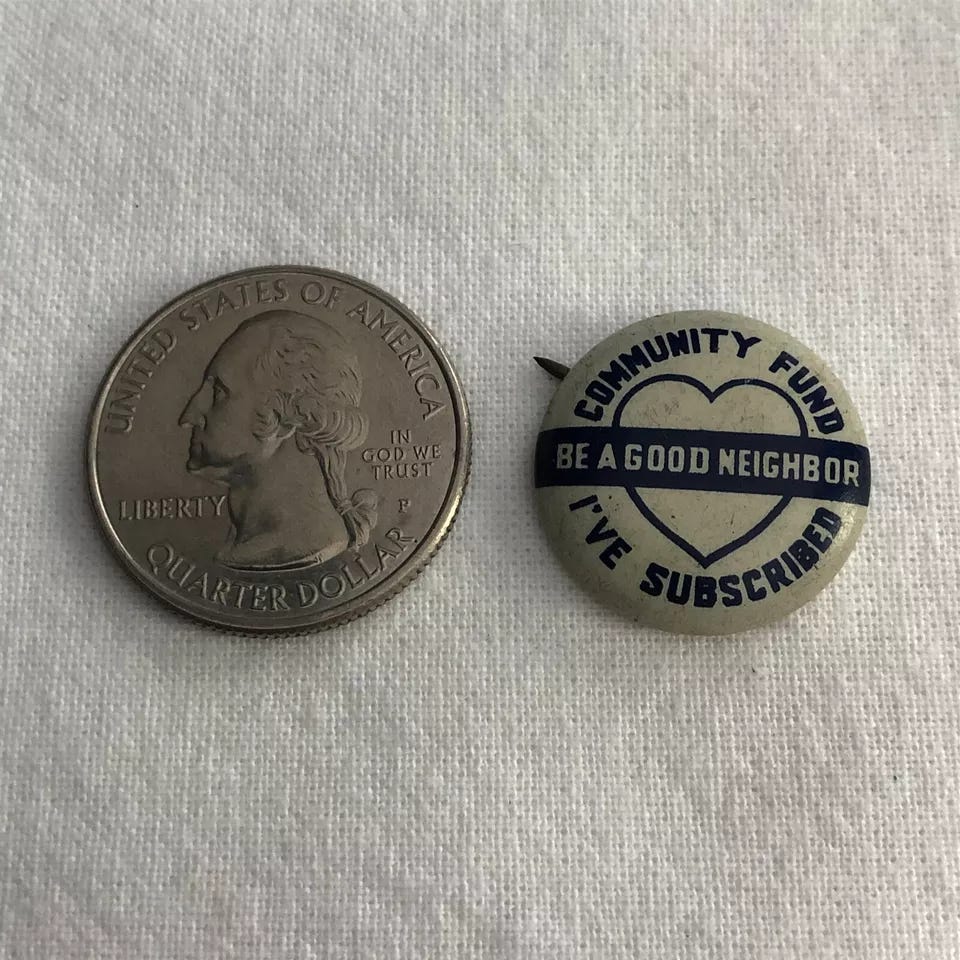 UNITED STATES OF AMERICA
IN
GOD WE
TRUST
LIBERTY
P
QUARTER DOLLAR
COMMUNITY FUND
BE A GOOD NEIGHBOR
I'VE SUBSCRIBED